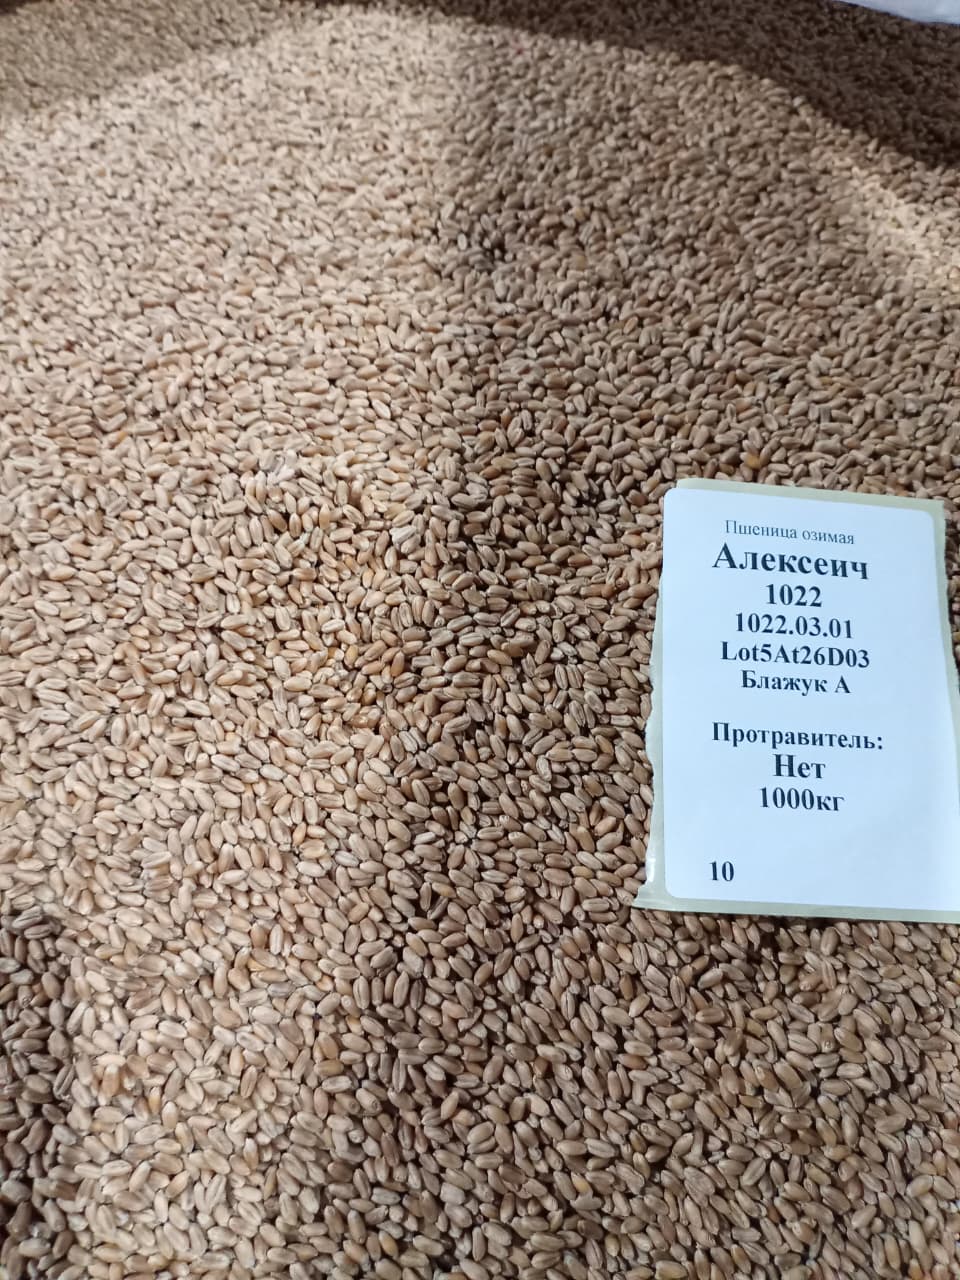 Пшеница озимая
Алексеич
1022
1022.03.01
Lot5At26D03
Блажук А
Протравитель:
Нет
1000кг
10